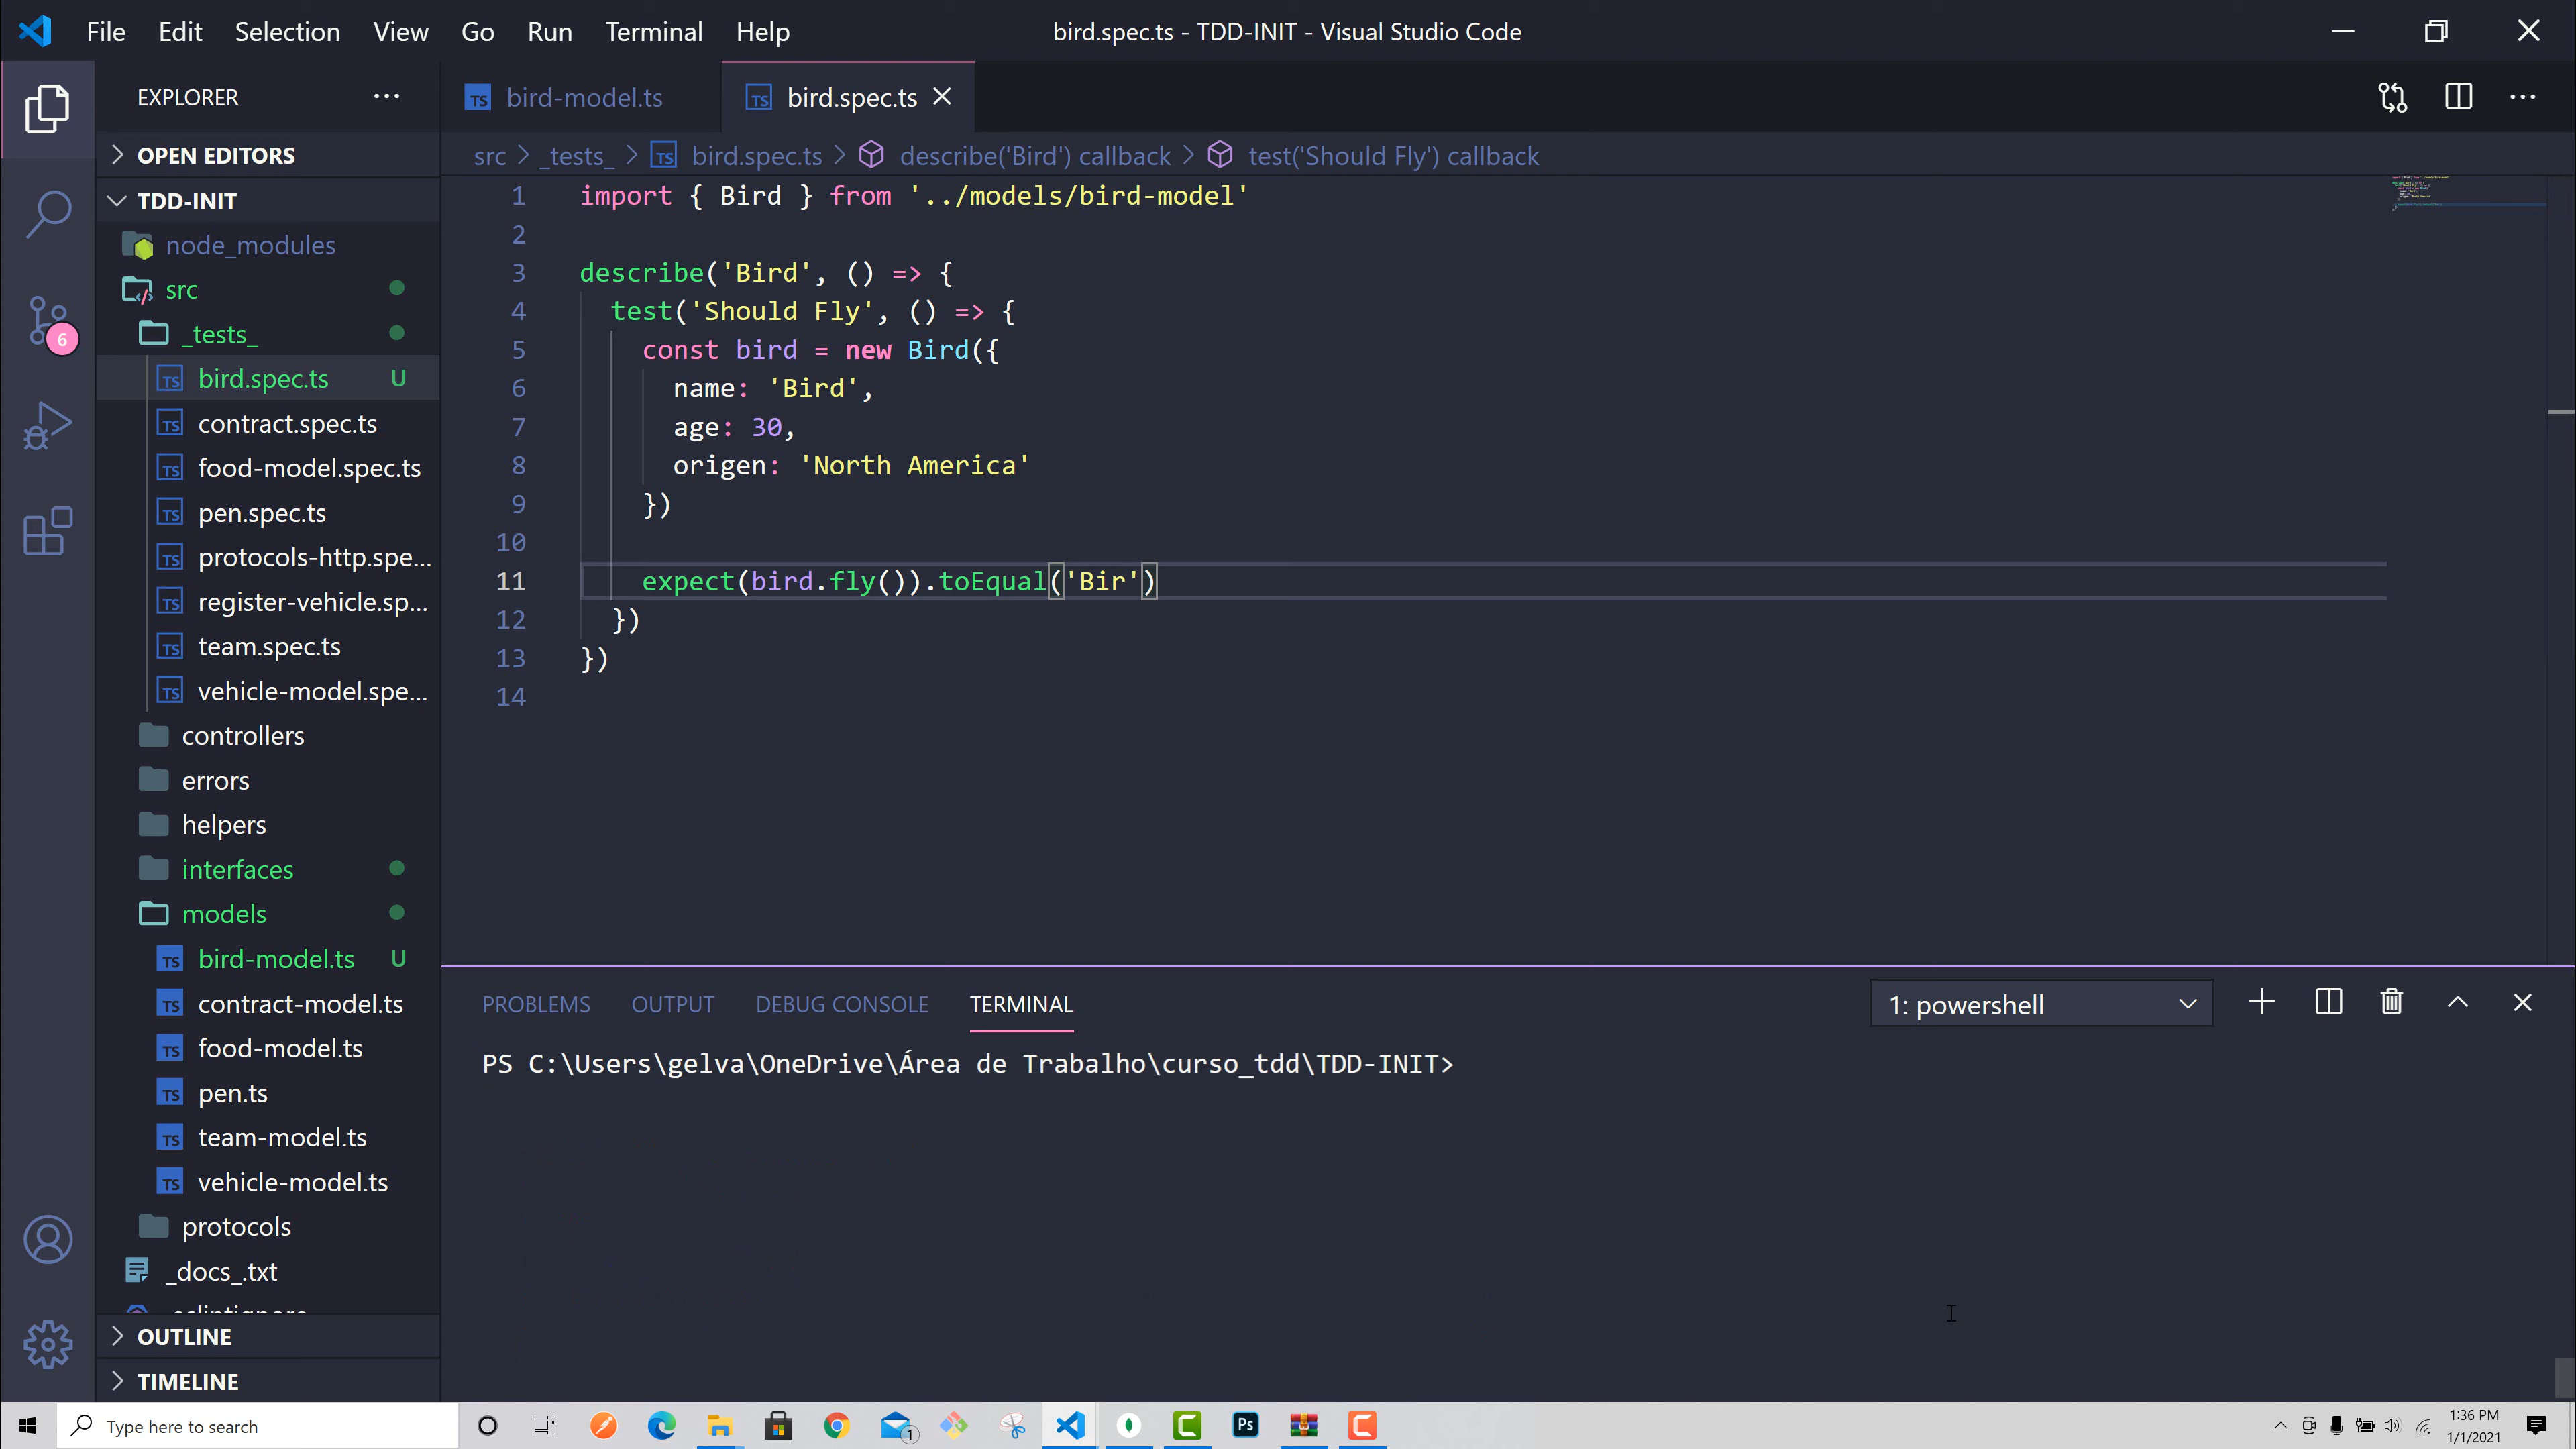 File Edit Selection View Go Run Terminal Help
bird.spec.ts - TDD-INIT - Visual Studio Code
EXPLORER
OPEN EDITORS
TDD-INIT
node_modules
src
_tests_
bird.spec.ts U
contract.spec.ts
food-model.spec.ts
pen.spec.ts
protocols-http.spe...
register-vehicle.sp...
team.spec.ts
vehicle-model.spe...
controllers
errors
helpers
interfaces
models
bird-model.ts U
contract-model.ts
food-model.ts
pen.ts
team-model.ts
vehicle-model.ts
protocols
_docs_.txt
OUTLINE
TIMELINE
6
bird-model.ts
bird.spec.ts
src > _tests_ > bird.spec.ts > describe('Bird') callback > test('Should Fly') callback
1 import { Bird } from '../models/bird-model'
2
3 describe('Bird', () => {
4 test('Should Fly', () => {
5 const bird = new Bird({
6 name: 'Bird',
7 age: 30,
8 origen: 'North America'
9 })
10
11 expect(bird.fly()).toEqual('Bir')
12 })
13 })
14
PROBLEMS OUTPUT DEBUG CONSOLE TERMINAL
1: powershell
PS C:\Users\gelva\OneDrive\Área de Trabalho\curso_tdd\TDD-INIT>
Type here to search
1
Ps
1:36 PM
1/1/2021